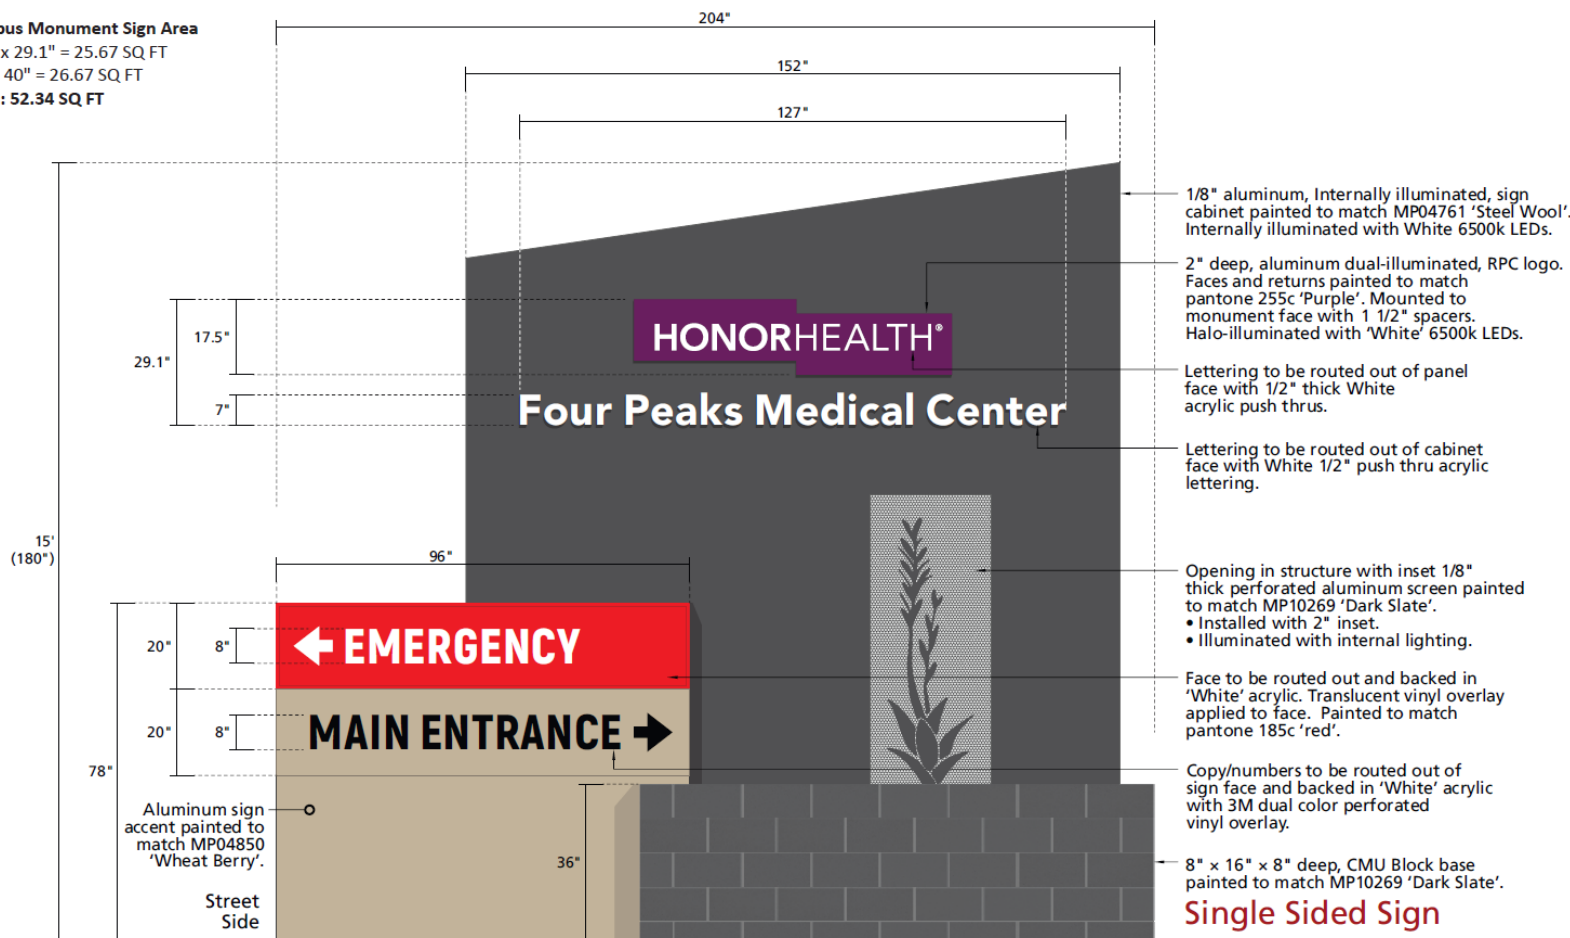 204"
Monument Sign Area
x 29.1" = 25.67 SQ FT
40" = 26.67 SQ FT
: 52.34 SQ FT
152"
127"
1/8" aluminum, Internally illuminated, sign
cabinet painted to match MP04761 ‘Steel Wool’.
Internally illuminated with White 6500k LEDs.
2" deep, aluminum dual-illuminated, RPC logo.
Faces and returns painted to match
pantone 255c ‘Purple’. Mounted to
monument face with 1 1/2" spacers.
Halo-illuminated with ‘White’ 6500k LEDs.
17.5"
29.1"
7"
HONORHEALTH®
Four Peaks Medical Center
Lettering to be routed out of panel
face with 1/2" thick White
acrylic push thrus.
Lettering to be routed out of cabinet
face with White 1/2" push thru acrylic
lettering.
15'
(180")
96"
Opening in structure with inset 1/8"
thick perforated aluminum screen painted
to match MP10269 ‘Dark Slate’.
• Installed with 2" inset.
• Illuminated with internal lighting.
20"
8"
← EMERGENCY
Face to be routed out and backed in
‘White’ acrylic. Translucent vinyl overlay
applied to face. Painted to match
pantone 185c ‘red’.
20"
8"
MAIN ENTRANCE →
78"
Copy/numbers to be routed out of
sign face and backed in ‘White’ acrylic
with 3M dual color perforated
vinyl overlay.
Aluminum sign
accent painted to
match MP04850
‘Wheat Berry’.
36"
8" × 16" × 8" deep, CMU Block base
painted to match MP10269 ‘Dark Slate’.
Street
Side
Single Sided Sign